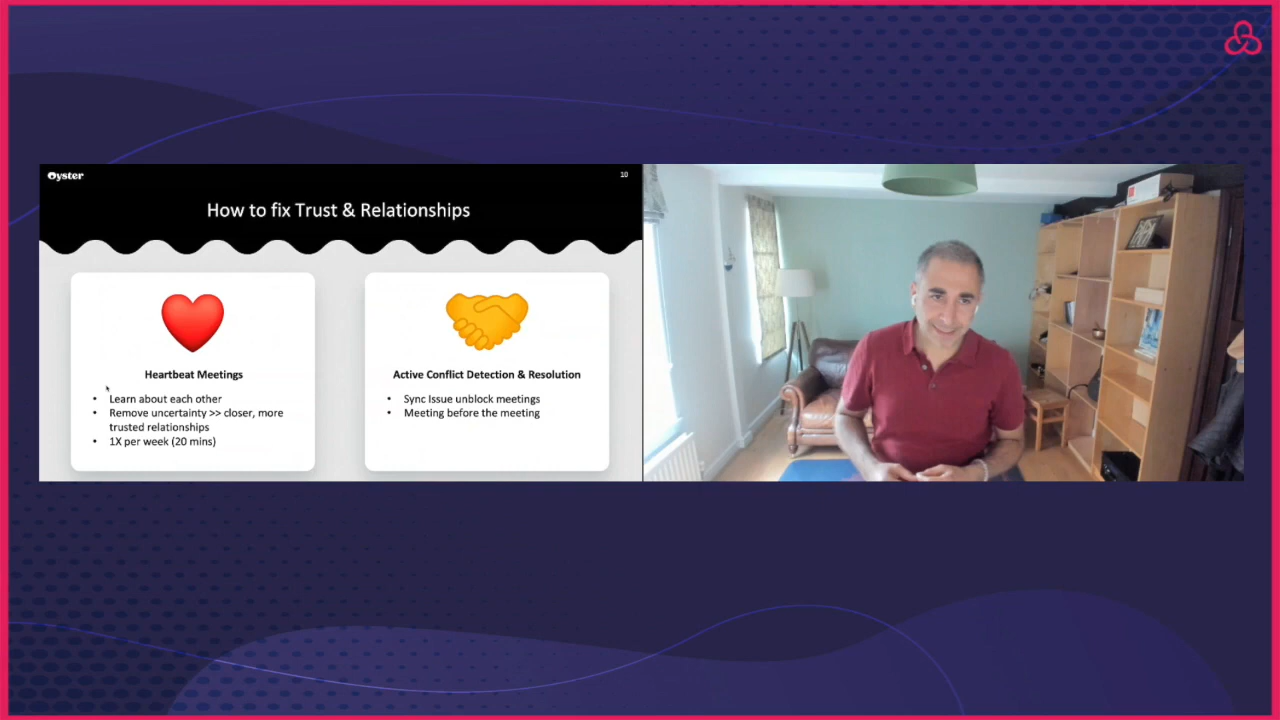 Oyster
10
How to fix Trust & Relationships
Heartbeat Meetings
• Learn about each other
• Remove uncertainty >> closer, more
trusted relationships
• 1X per week (20 mins)
Active Conflict Detection & Resolution
• Sync Issue unblock meetings
• Meeting before the meeting